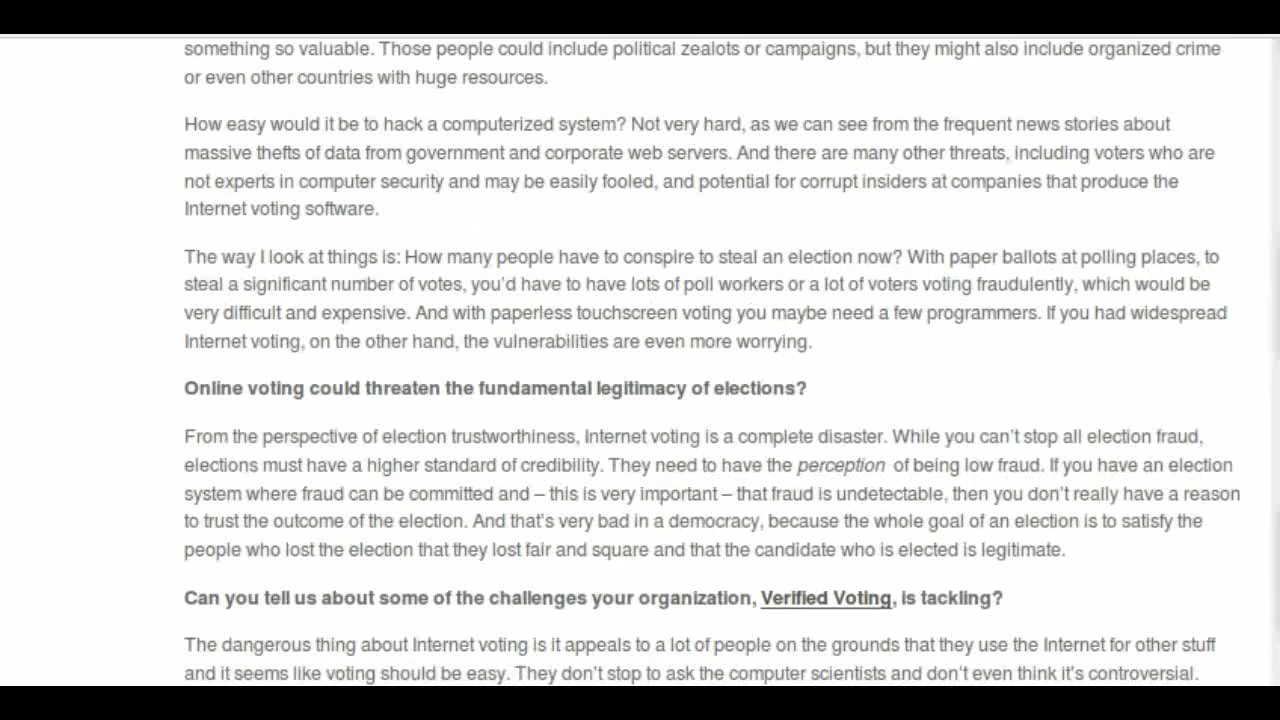 something so valuable. Those people could include political zealots or campaigns, but they might also include organized crime
or even other countries with huge resources.
How easy would it be to hack a computerized system? Not very hard, as we can see from the frequent news stories about
massive thefts of data from government and corporate web servers. And there are many other threats, including voters who are
not experts in computer security and may be easily fooled, and potential for corrupt insiders at companies that produce the
Internet voting software.
The way I look at things is: How many people have to conspire to steal an election now? With paper ballots at polling places, to
steal a significant number of votes, you'd have to have lots of poll workers or a lot of voters voting fraudulently, which would be
very difficult and expensive. And with paperless touchscreen voting you maybe need a few programmers. If you had widespread
Internet voting, on the other hand, the vulnerabilities are even more worrying.
Online voting could threaten the fundamental legitimacy of elections?
From the perspective of election trustworthiness, Internet voting is a complete disaster. While you can't stop all election fraud,
elections must have a higher standard of credibility. They need to have the perception of being low fraud. If you have an election
system where fraud can be committed and – this is very important – that fraud is undetectable, then you don't really have a reason
to trust the outcome of the election. And that's very bad in a democracy, because the whole goal of an election is to satisfy the
people who lost the election that they lost fair and square and that the candidate who is elected is legitimate.
Can you tell us about some of the challenges your organization, Verified Voting, is tackling?
The dangerous thing about Internet voting is it appeals to a lot of people on the grounds that they use the Internet for other stuff
and it seems like voting should be easy. They don't stop to ask the computer scientists and don't even think it's controversial.